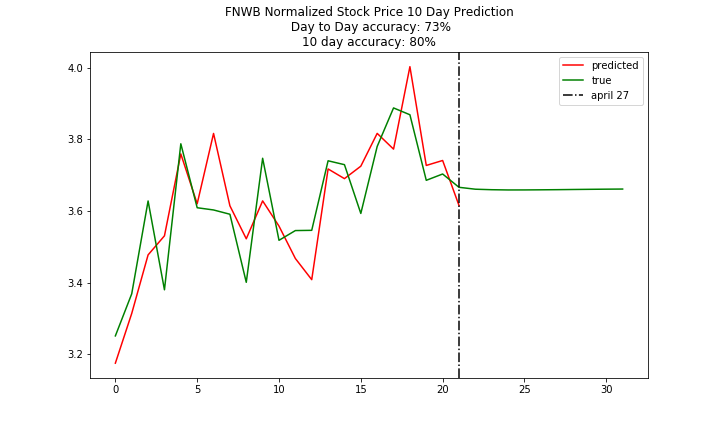 FNWB Normalized Stock Price 10 Day Prediction
Day to Day accuracy: 73%
10 day accuracy: 80%
predicted
true
april 27
4.0
3.8
3.6
3.4
3.2
0 5 10 15 20 25 30